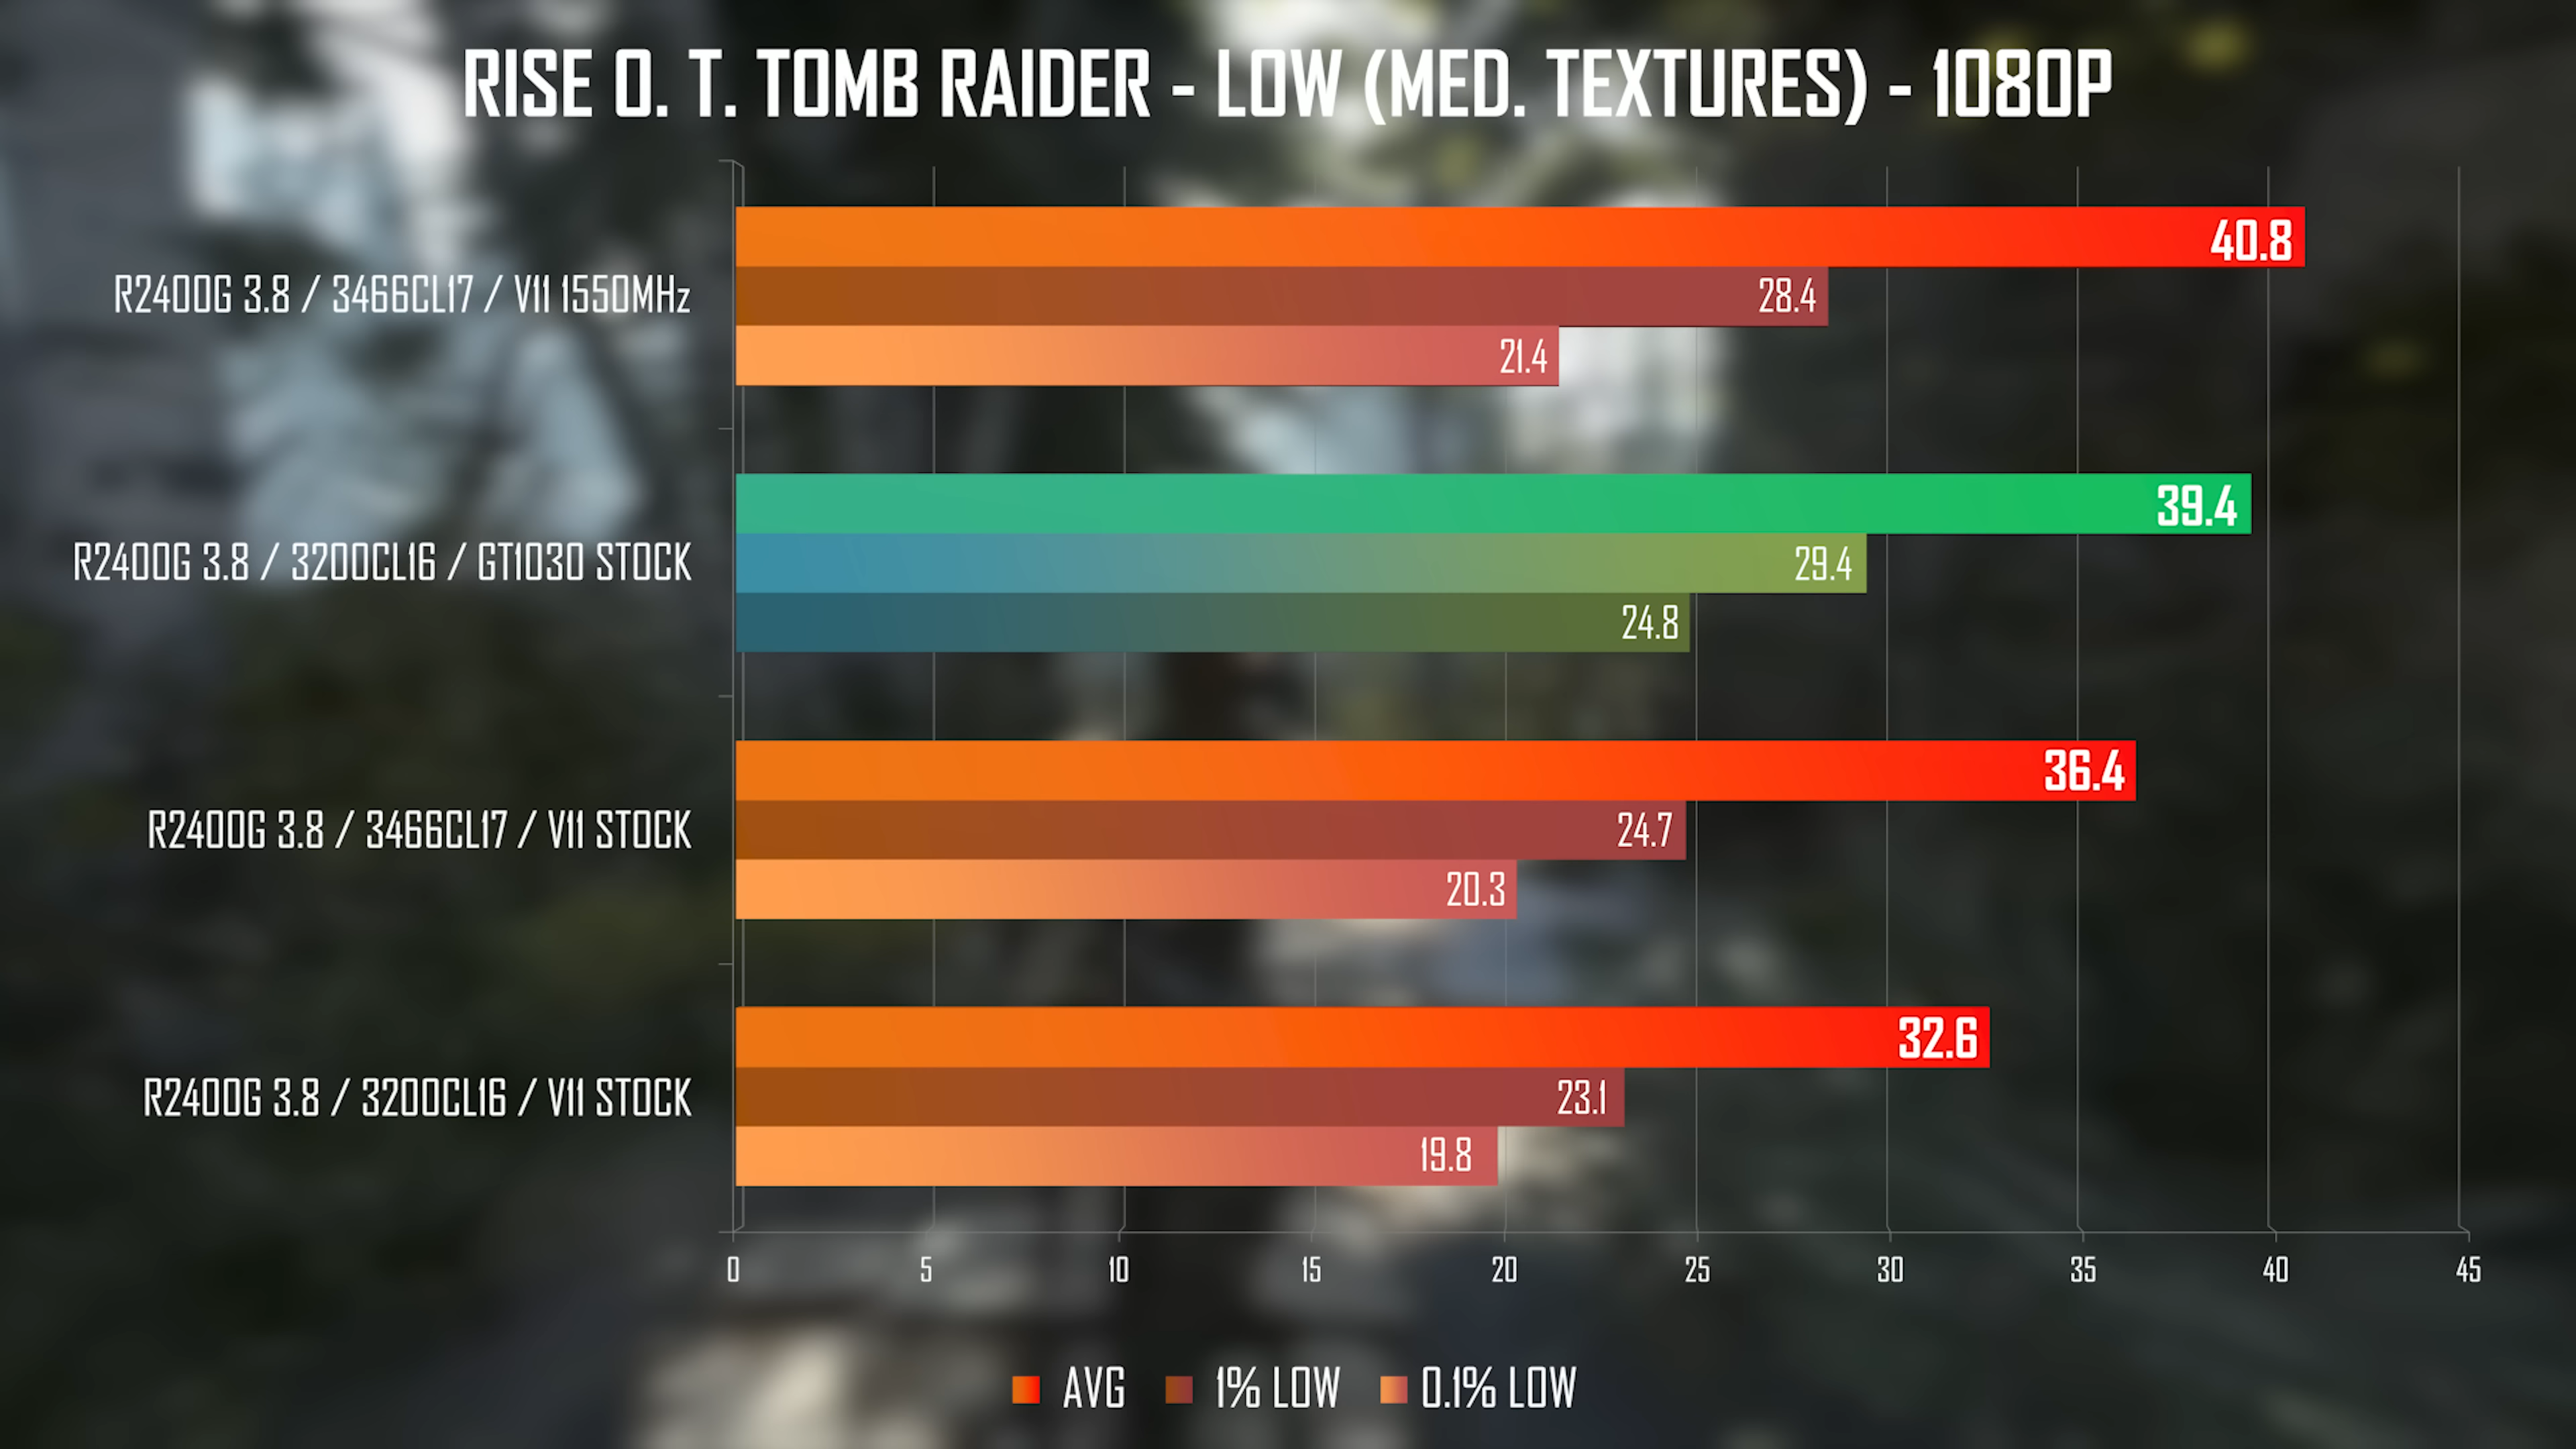 RISE O. T. TOMB RAIDER - LOW (MED. TEXTURES) - 1080P
R2400G 3.8 / 3466CL17 / V11 1550MHz
40.8
28.4
21.4
R2400G 3.8 / 3200CL16 / GT1030 STOCK
39.4
29.4
24.8
R2400G 3.8 / 3466CL17 / V11 STOCK
36.4
24.7
20.3
R2400G 3.8 / 3200CL16 / V11 STOCK
32.6
23.1
19.8
0 5 10 15 20 25 30 35 40 45
AVG 1% LOW 0.1% LOW